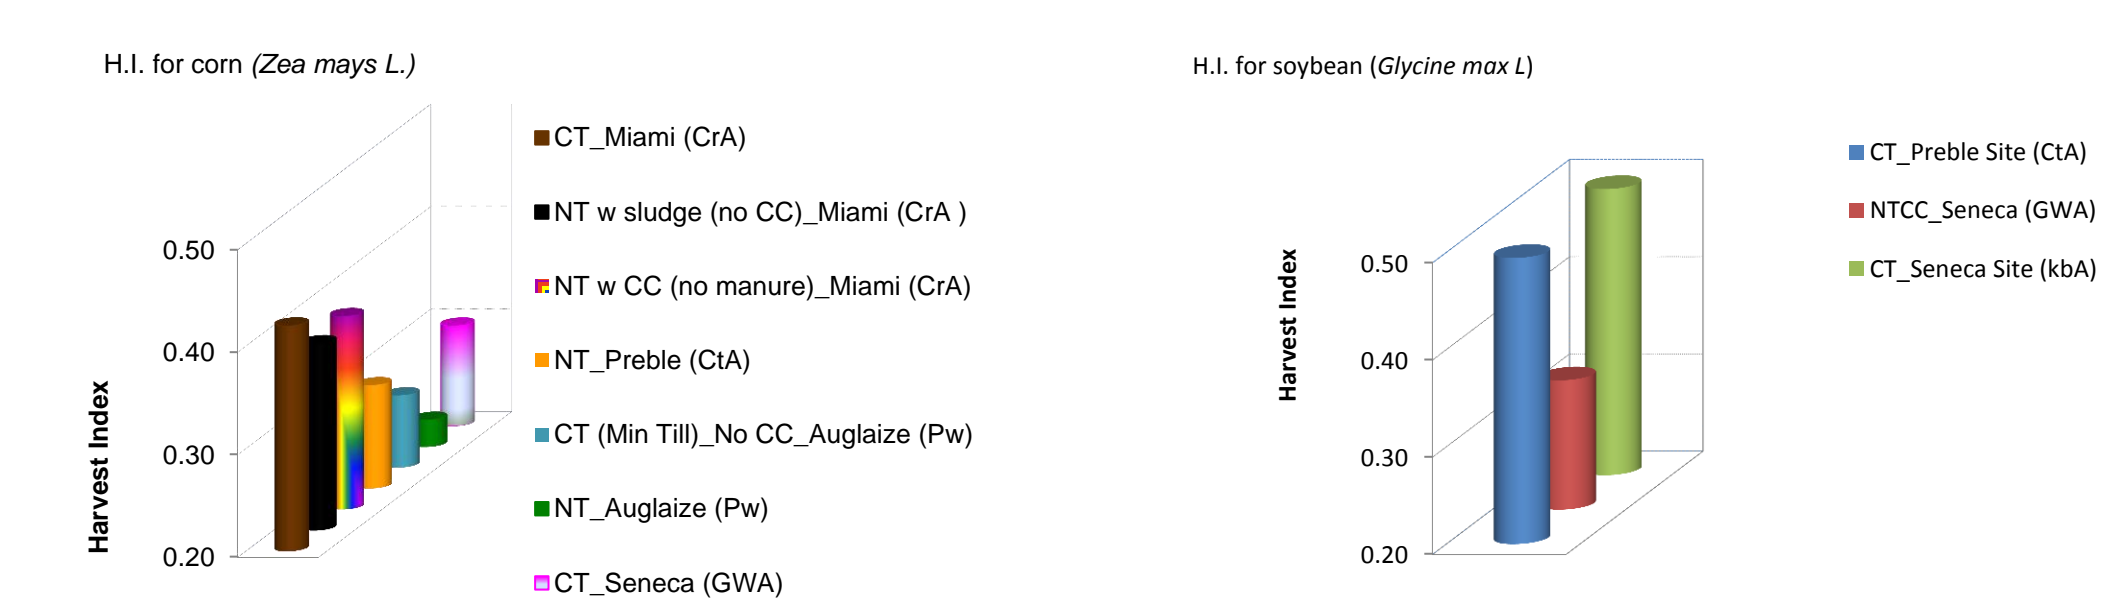 H.I. for corn (Zea mays L.)
0.50
0.40
0.30
0.20
Harvest Index
CT_Miami (CrA)
NT w sludge (no CC)_Miami (CrA )
NT w CC (no manure)_Miami (CrA)
NT_Preble (CtA)
CT (Min Till)_No CC_Auglaize (Pw)
NT_Auglaize (Pw)
CT_Seneca (GWA)
H.I. for soybean (Glycine max L)
0.50
0.40
0.30
0.20
Harvest Index
CT_Preble Site (CtA)
NTCC_Seneca (GWA)
CT_Seneca Site (kbA)